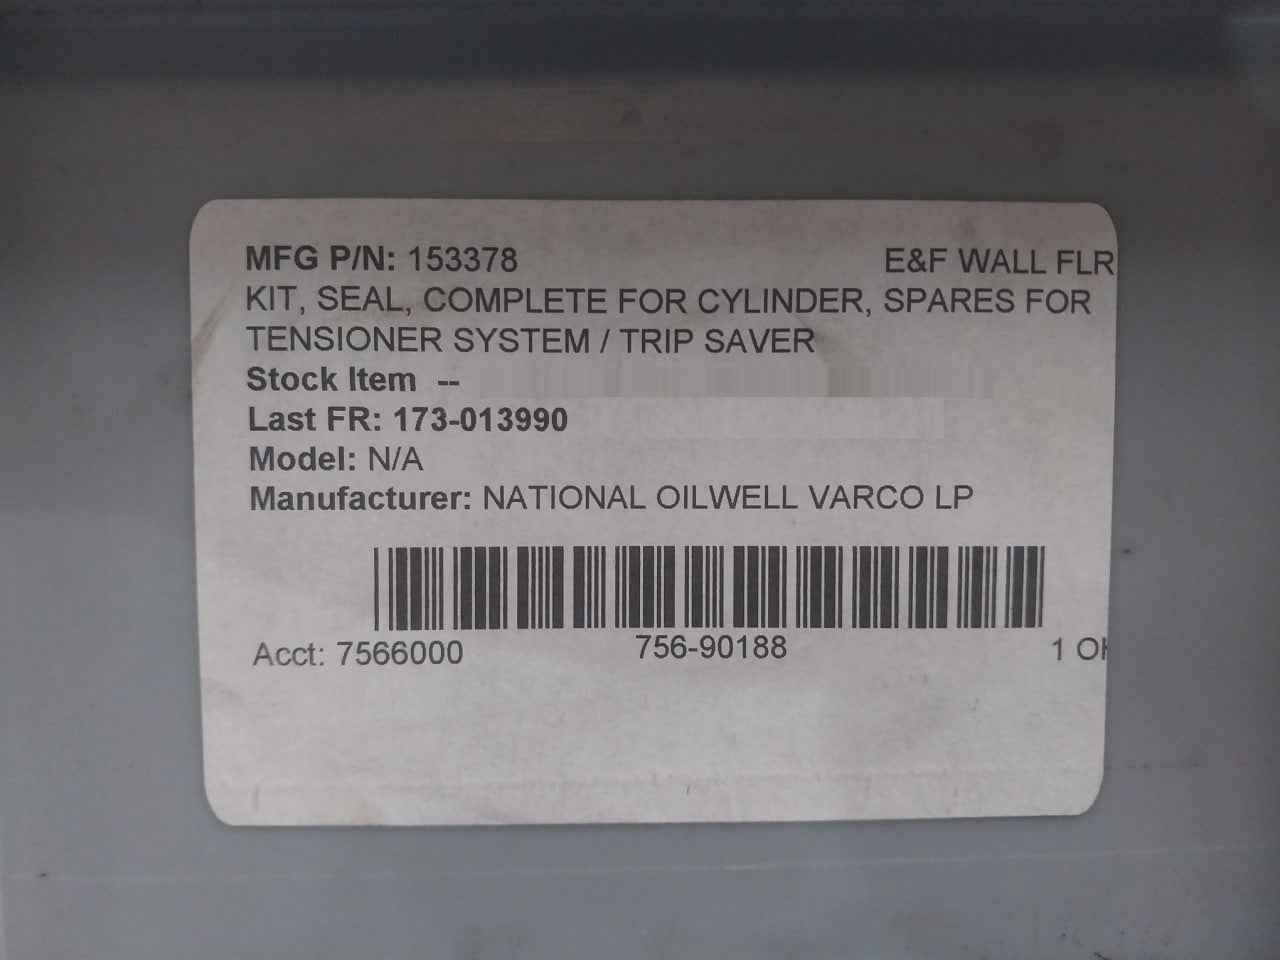 MFG P/N: 153378 E&F WALL FLR
KIT, SEAL, COMPLETE FOR CYLINDER, SPARES FOR
TENSIONER SYSTEM / TRIP SAVER
Stock Item --
Last FR: 173-013990
Model: N/A
Manufacturer: NATIONAL OILWELL VARCO LP
Acct: 7566000 756-90188 1